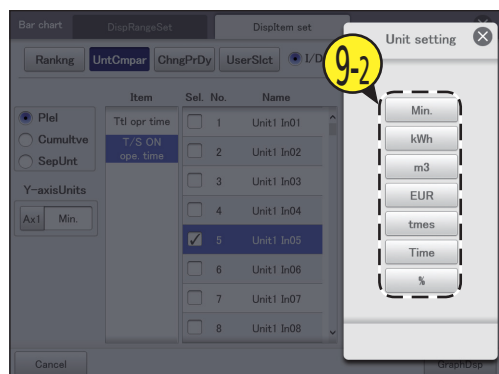 Bar chart
DispRangeSet
DispItem set
Rankng
UntCmpar
ChngPrDy
UserSlct
I/D
Item
Sel.
No.
Name
Plel
Cumultve
SepUnt
Y-axisUnits
Ax1
Min.
Ttl opr time
T/S ON
ope. time
1
Unit1 In01
2
Unit1 In02
3
Unit1 In03
4
Unit1 In04
5
Unit1 In05
6
Unit1 In06
7
Unit1 In07
8
Unit1 In08
Cancel
GraphDsp
9-2
Unit setting
Min.
kWh
m3
EUR
tmes
Time
%